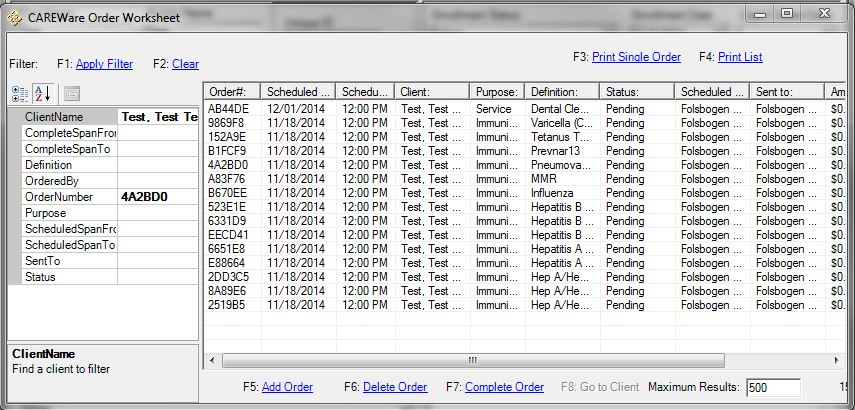 CAREWare Order Worksheet
Filter: F1: Apply Filter F2: Clear F3: Print Single Order F4: Print List
Order#: Scheduled ... Schedu... Client: Purpose: Definition: Status: Scheduled ... Sent to: Am
AB44DE 12/01/2014 12:00 PM Test, Test ... Service Dental Cle... Pending Folsbogen ... Folsbogen ... $0.
9869F8 11/18/2014 12:00 PM Test, Test ... Immuni... Varicella (C... Pending Folsbogen ... Folsbogen ... $0.
152A9E 11/18/2014 12:00 PM Test, Test ... Immuni... Tetanus T... Pending Folsbogen ... Folsbogen ... $0.
B1FCF9 11/18/2014 12:00 PM Test, Test ... Immuni... Prevnar13 Pending Folsbogen ... Folsbogen ... $0.
4A2BD0 11/18/2014 12:00 PM Test, Test ... Immuni... Pneumova... Pending Folsbogen ... Folsbogen ... $0.
A83F76 11/18/2014 12:00 PM Test, Test ... Immuni... MMR Pending Folsbogen ... Folsbogen ... $0.
B670EE 11/18/2014 12:00 PM Test, Test ... Immuni... Influenza Pending Folsbogen ... Folsbogen ... $0.
523E1E 11/18/2014 12:00 PM Test, Test ... Immuni... Hepatitis B ... Pending Folsbogen ... Folsbogen ... $0.
6331D9 11/18/2014 12:00 PM Test, Test ... Immuni... Hepatitis B ... Pending Folsbogen ... Folsbogen ... $0.
EECD41 11/18/2014 12:00 PM Test, Test ... Immuni... Hepatitis B ... Pending Folsbogen ... Folsbogen ... $0.
6651E8 11/18/2014 12:00 PM Test, Test ... Immuni... Hepatitis A ... Pending Folsbogen ... Folsbogen ... $0.
E88664 11/18/2014 12:00 PM Test, Test ... Immuni... Hepatitis A ... Pending Folsbogen ... Folsbogen ... $0.
2DD3C5 11/18/2014 12:00 PM Test, Test ... Immuni... Hep A/He... Pending Folsbogen ... Folsbogen ... $0.
8A89E6 11/18/2014 12:00 PM Test, Test ... Immuni... Hep A/He... Pending Folsbogen ... Folsbogen ... $0.
2519B5 11/18/2014 12:00 PM Test, Test ... Immuni... Hep A/He... Pending Folsbogen ... Folsbogen ... $0.
ClientName Test, Test Te
CompleteSpanFror
CompleteSpanTo
Definition
OrderedBy
OrderNumber 4A2BD0
Purpose
ScheduledSpanFro
ScheduledSpanTo
SentTo
Status
ClientName
Find a client to filter
F5: Add Order F6: Delete Order F7: Complete Order F8: Go to Client Maximum Results: 500 15